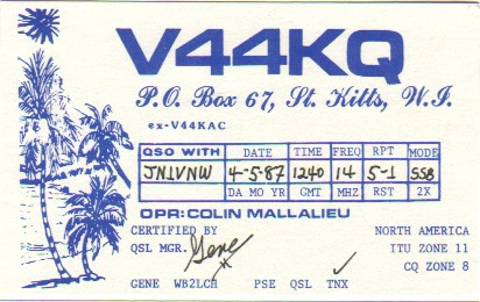 V44KQ
P.O. Box 67, St. Kitts, W.I.
ex-V44KAC
QSO WITH DATE TIME FREQ RPT MODE
JN1VNW 4-5-87 1240 14 5-1 SSB
DA MO YR GMT MHZ RST 2X
OPR: COLIN MALLALIEU
CERTIFIED BY NORTH AMERICA
QSL MGR. Gene ITU ZONE 11
CQ ZONE 8
GENE WB2LCH PSE QSL TNX ✓